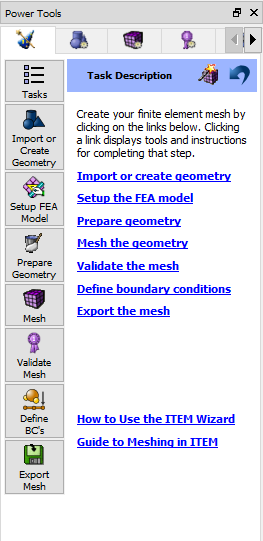 Power Tools
Tasks
Import or
Create
Geometry
Setup FEA
Model
Prepare
Geometry
Mesh
Validate
Mesh
Define
BC's
Export
Mesh
Task Description
Create your finite element mesh by
clicking on the links below. Clicking
a link displays tools and instructions
for completing that step.
Import or create geometry
Setup the FEA model
Prepare geometry
Mesh the geometry
Validate the mesh
Define boundary conditions
Export the mesh
How to Use the ITEM Wizard
Guide to Meshing in ITEM